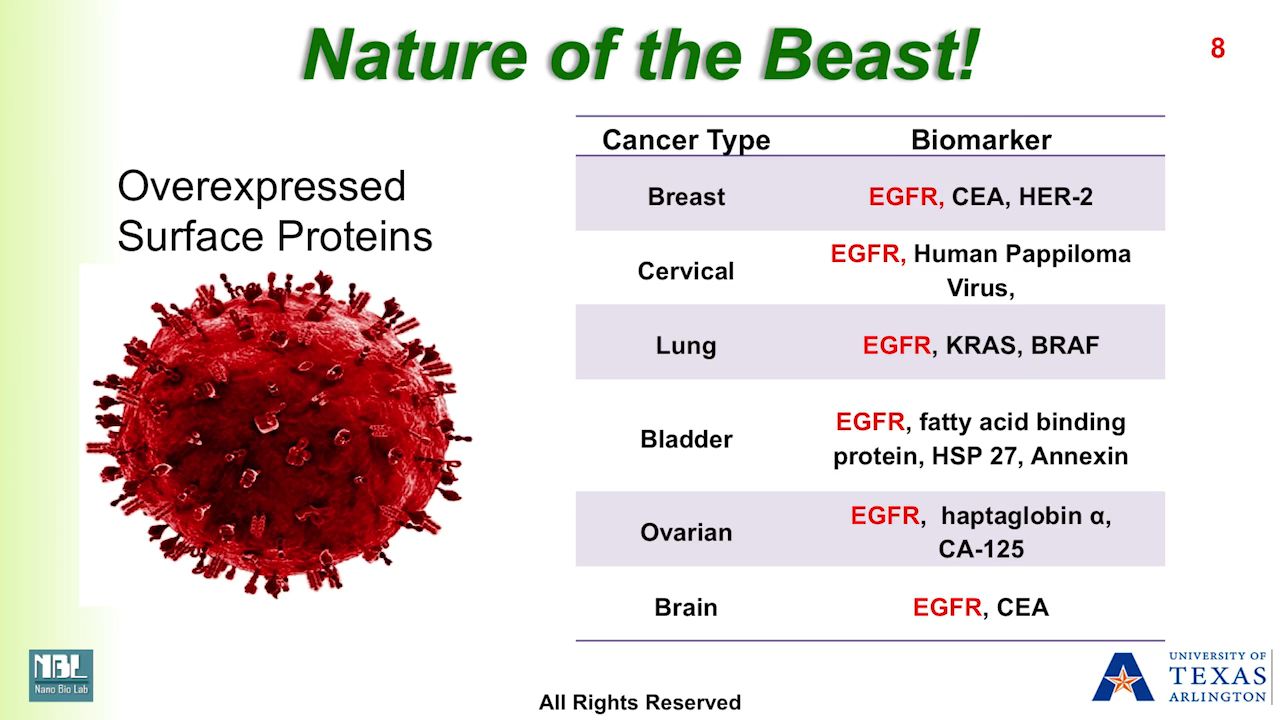 Nature of the Beast!
8
Overexpressed
Surface Proteins
Cancer Type Biomarker
Breast EGFR, CEA, HER-2
Cervical EGFR, Human Pappiloma
Virus,
Lung EGFR, KRAS, BRAF
Bladder EGFR, fatty acid binding
protein, HSP 27, Annexin
Ovarian EGFR, haptaglobin α,
CA-125
Brain EGFR, CEA
NBL
Nano Bio Lab
All Rights Reserved
UNIVERSITY OF
TEXAS
ARLINGTON